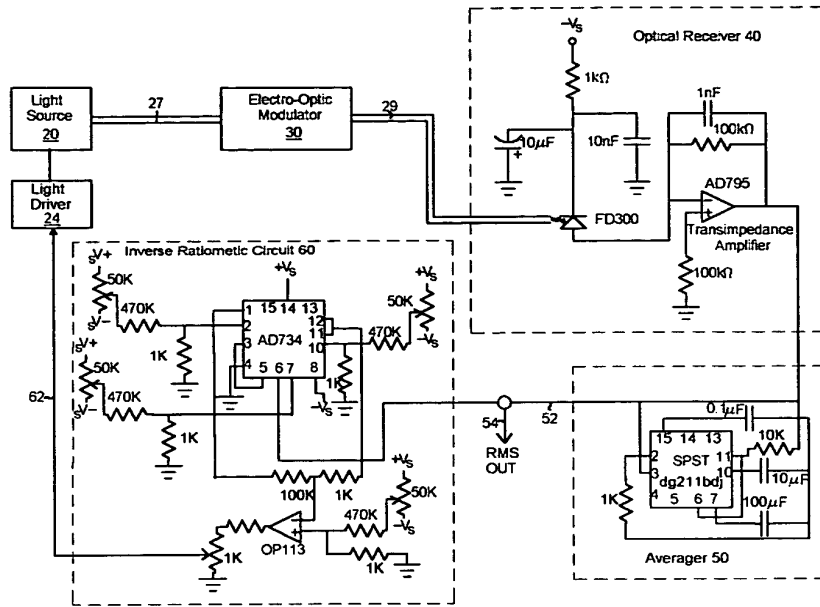 −Vs
Optical Receiver 40
1kΩ
1nF
100kΩ
10µF
+
10nF
AD795
FD300
Transimpedance
Amplifier
100kΩ
Light
Source
20
27
Electro-Optic
Modulator
30
29
Light
Driver
24
62
Inverse Ratiometric Circuit 60
sV+
50K
sV−
470K
1K
sV+
50K
sV−
470K
1K
+Vs
15 14 13
1
2
3
4
12
11
10
AD734
5 6 7 8
−Vs
1K
470K
+Vs
50K
−Vs
100K
1K
+Vs
50K
−Vs
470K
1K
OP113
1K
54
RMS
OUT
52
0.1µF
15 14 13
2
3
4
SPST
dg211bdj
11
10
5 6 7
10K
10µF
100µF
1K
Averager 50